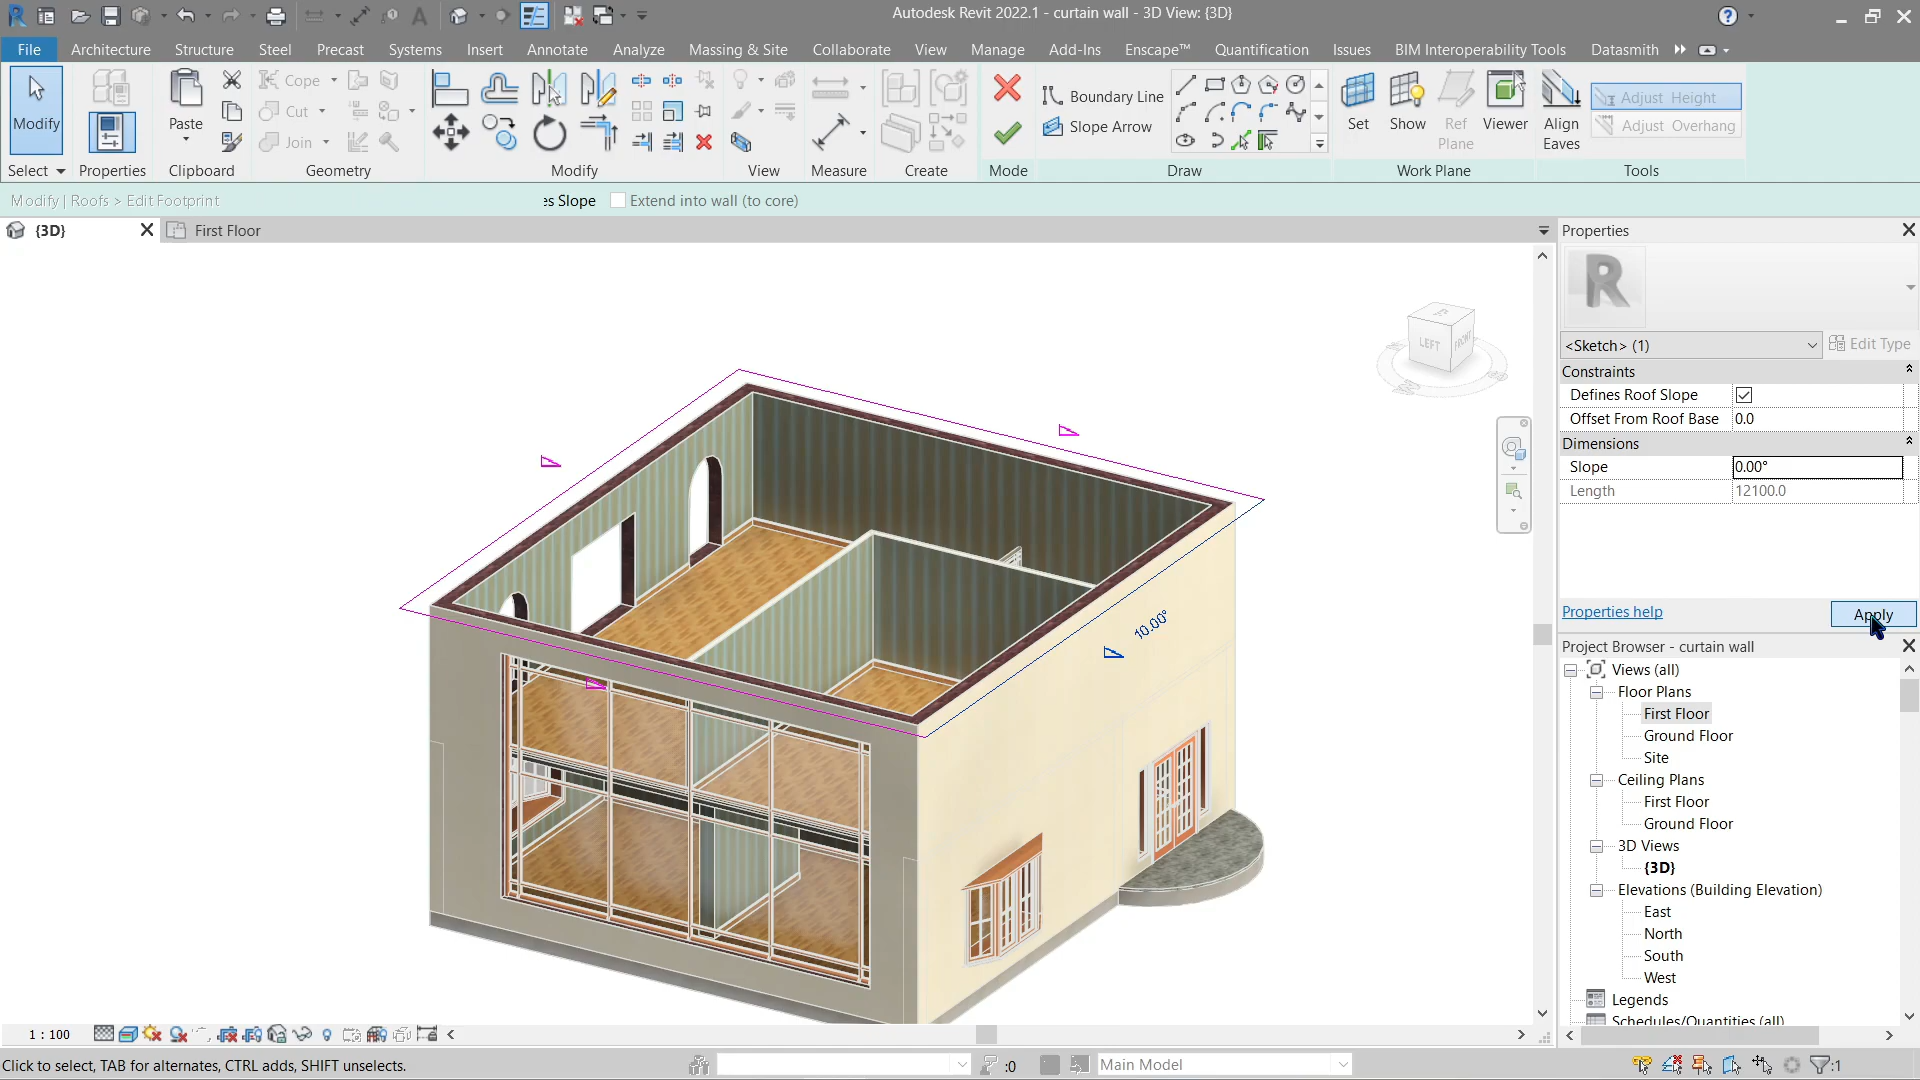 Autodesk Revit 2022.1 - curtain wall - 3D View: {3D}
File Architecture Structure Steel Precast Systems Insert Annotate Analyze Massing & Site Collaborate View Manage Add-Ins Enscape™ Quantification Issues BIM Interoperability Tools Datasmith
Modify
Paste
Cope
Cut
Join
Boundary Line
Slope Arrow
Set
Show
Ref
Plane
Viewer
Align
Eaves
Adjust Height
Adjust Overhang
Select Properties Clipboard Geometry Modify View Measure Create Mode Draw Work Plane Tools
Modify | Roofs > Edit Footprint
es Slope
Extend into wall (to core)
{3D}
First Floor
LEFT
FRONT
10.00°
Properties
R
<Sketch> (1)
Edit Type
Constraints
Defines Roof Slope
Offset From Roof Base 0.0
Dimensions
Slope 0.00°
Length 12100.0
Properties help
Apply
Project Browser - curtain wall
Views (all)
Floor Plans
First Floor
Ground Floor
Site
Ceiling Plans
First Floor
Ground Floor
3D Views
{3D}
Elevations (Building Elevation)
East
North
South
West
Legends
Schedules/Quantities (all)
1 : 100
Click to select, TAB for alternates, CTRL adds, SHIFT unselects.
:0
Main Model
:1